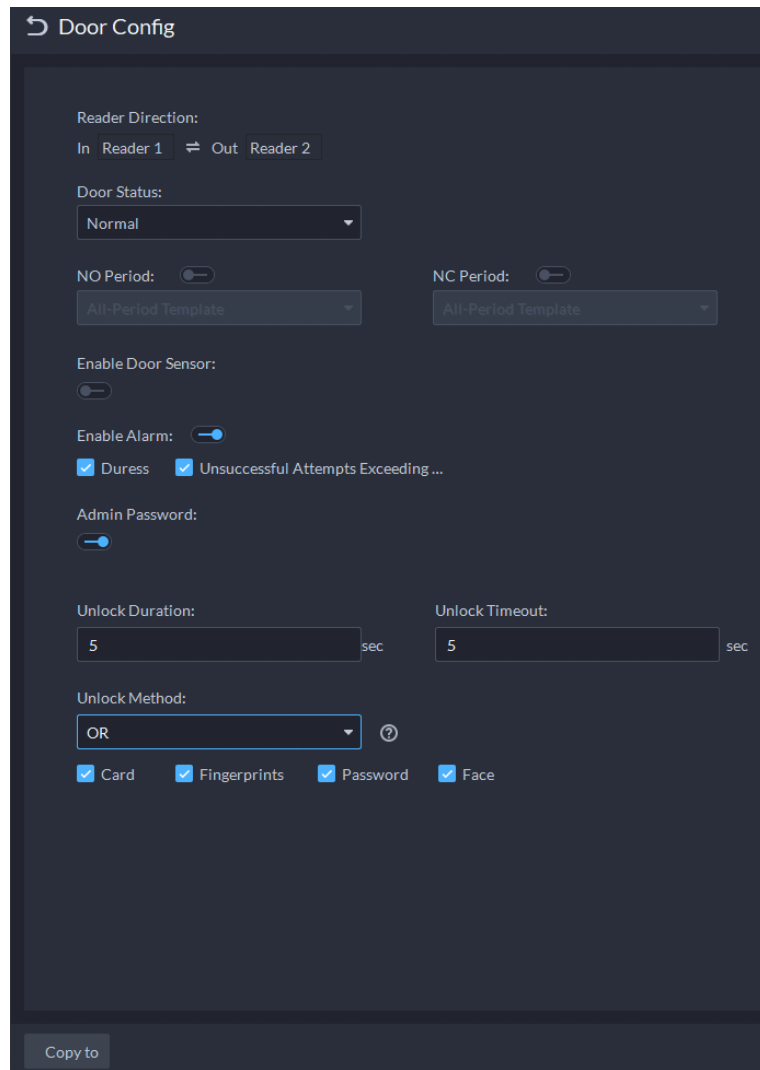 Door Config
Reader Direction:
In Reader 1 ⇌ Out Reader 2
Door Status:
Normal
NO Period: NC Period:
All-Period Template All-Period Template
Enable Door Sensor:
Enable Alarm:
Duress Unsuccessful Attempts Exceeding ...
Admin Password:
Unlock Duration: Unlock Timeout:
5 sec 5 sec
Unlock Method:
OR
Card Fingerprints Password Face
Copy to